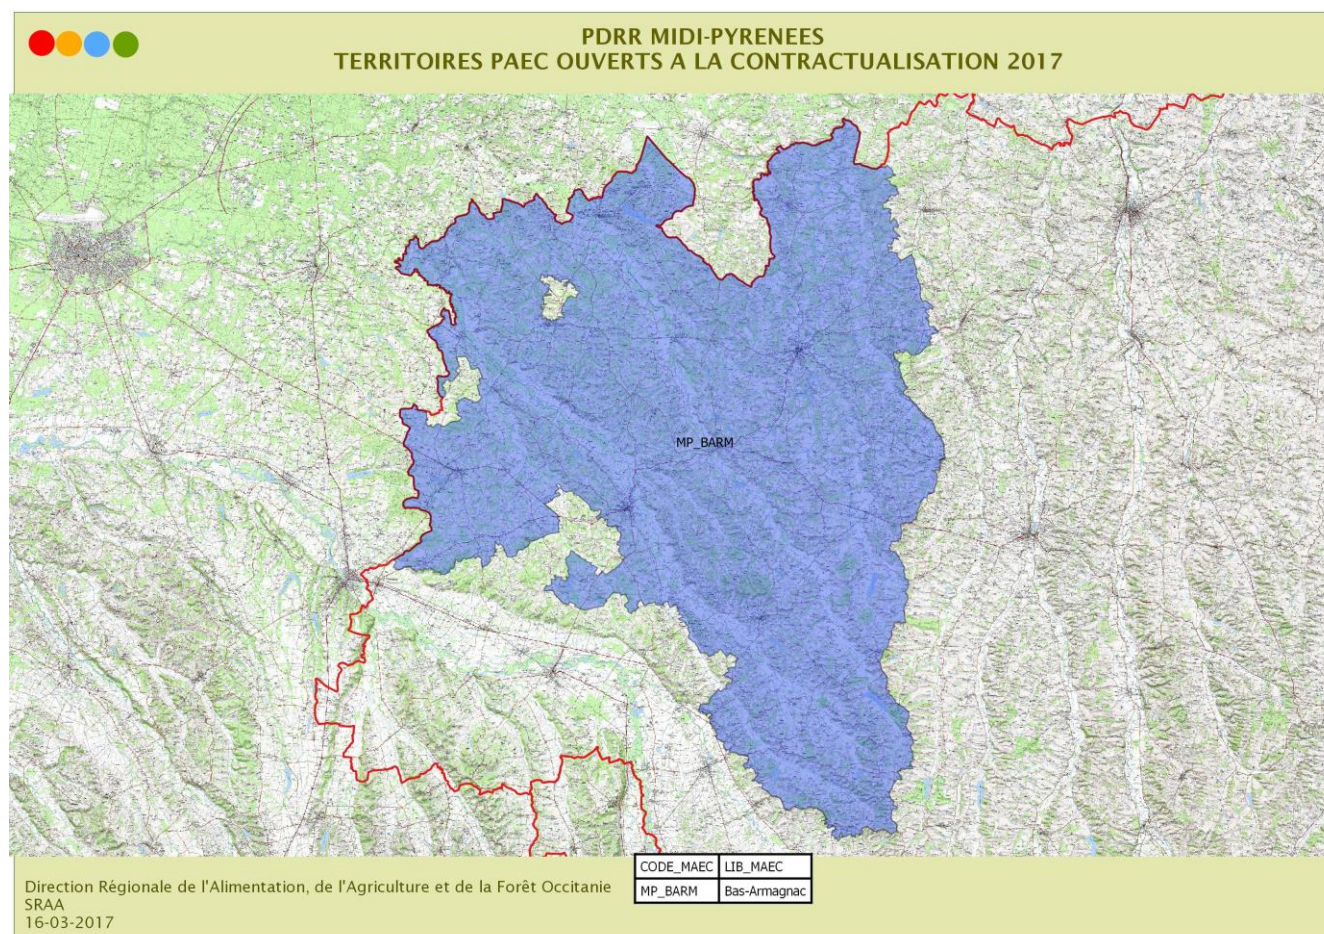 PDRR MIDI-PYRENEES
TERRITOIRES PAEC OUVERTS A LA CONTRACTUALISATION 2017
MP_BARM
CODE_MAEC LIB_MAEC
MP_BARM Bas-Armagnac
Direction Régionale de l'Alimentation, de l'Agriculture et de la Forêt Occitanie
SRAA
16-03-2017